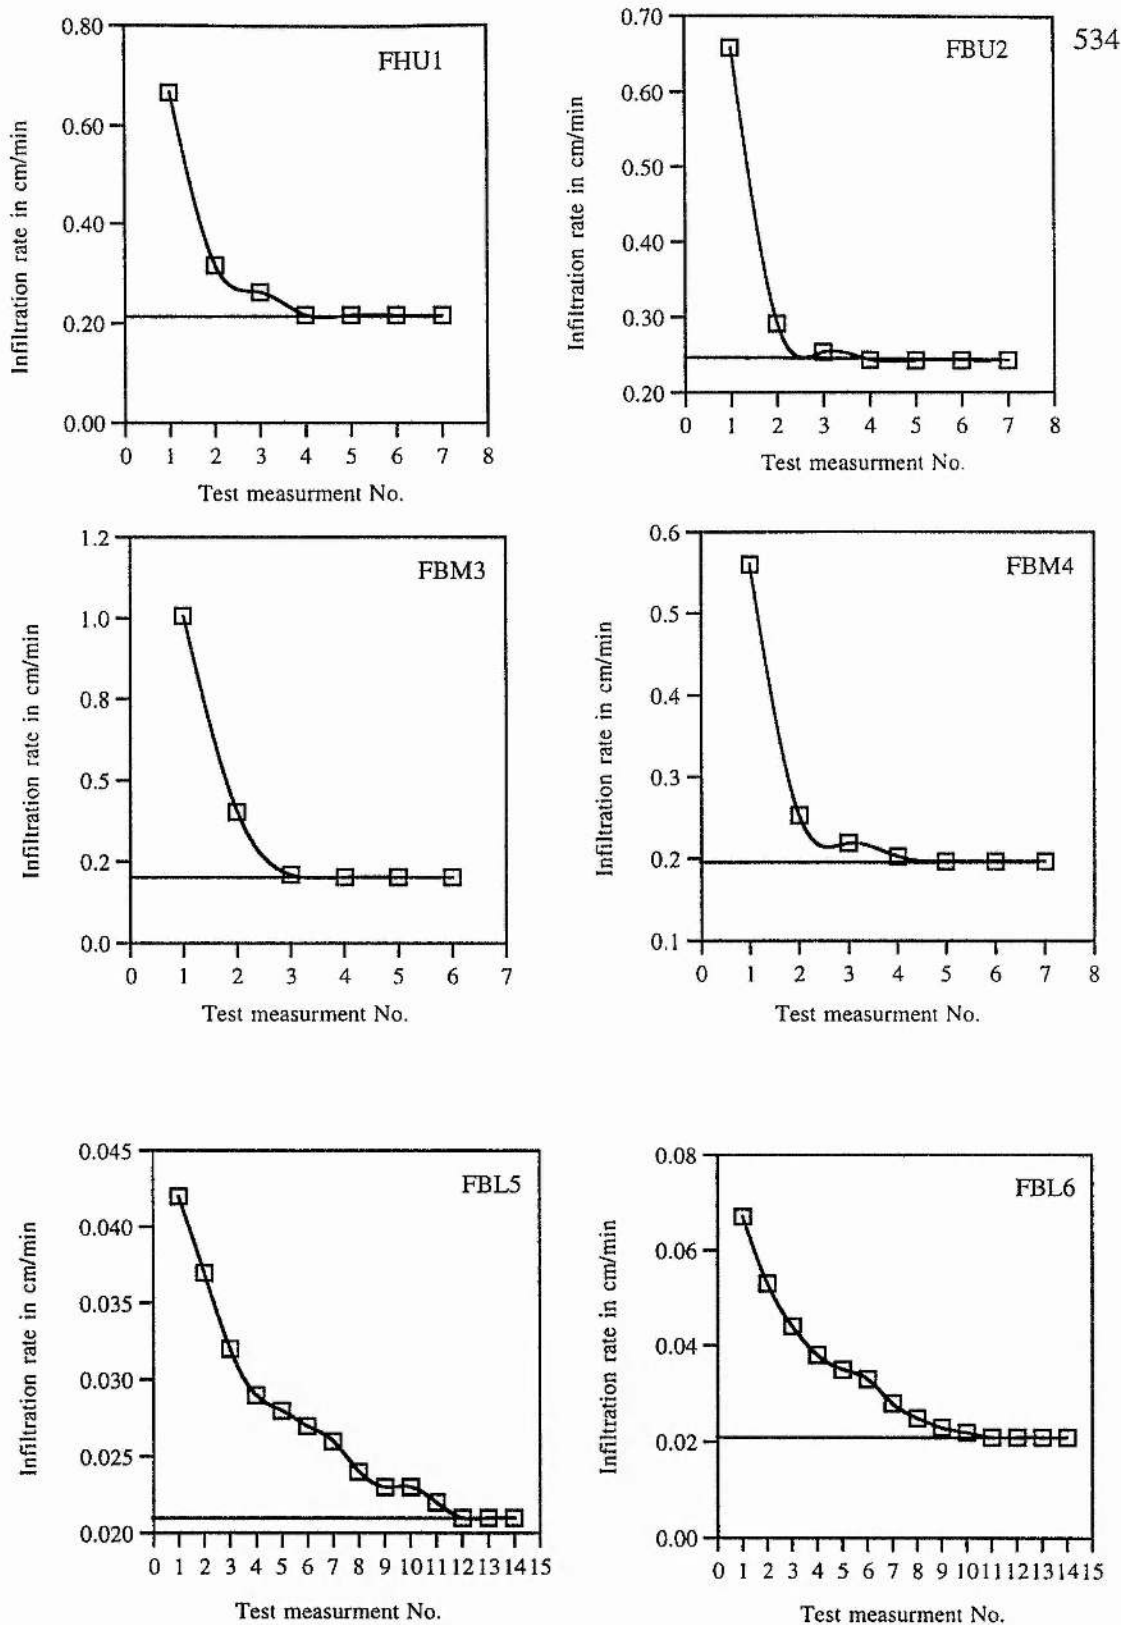 534
FHU1
Infiltration rate in cm/min
0.80
0.60
0.40
0.20
0.00
0 1 2 3 4 5 6 7 8
Test measurment No.
FBU2
Infiltration rate in cm/min
0.70
0.60
0.50
0.40
0.30
0.20
0 1 2 3 4 5 6 7 8
Test measurment No.
FBM3
Infiltration rate in cm/min
1.2
1.0
0.8
0.5
0.2
0.0
0 1 2 3 4 5 6 7
Test measurment No.
FBM4
Infiltration rate in cm/min
0.6
0.5
0.4
0.3
0.2
0.1
0 1 2 3 4 5 6 7 8
Test measurment No.
FBL5
Infiltration rate in cm/min
0.045
0.040
0.035
0.030
0.025
0.020
0 1 2 3 4 5 6 7 8 9 10 11 12 13 14 15
Test measurment No.
FBL6
Infiltration rate in cm/min
0.08
0.06
0.04
0.02
0.00
0 1 2 3 4 5 6 7 8 9 10 11 12 13 14 15
Test measurment No.